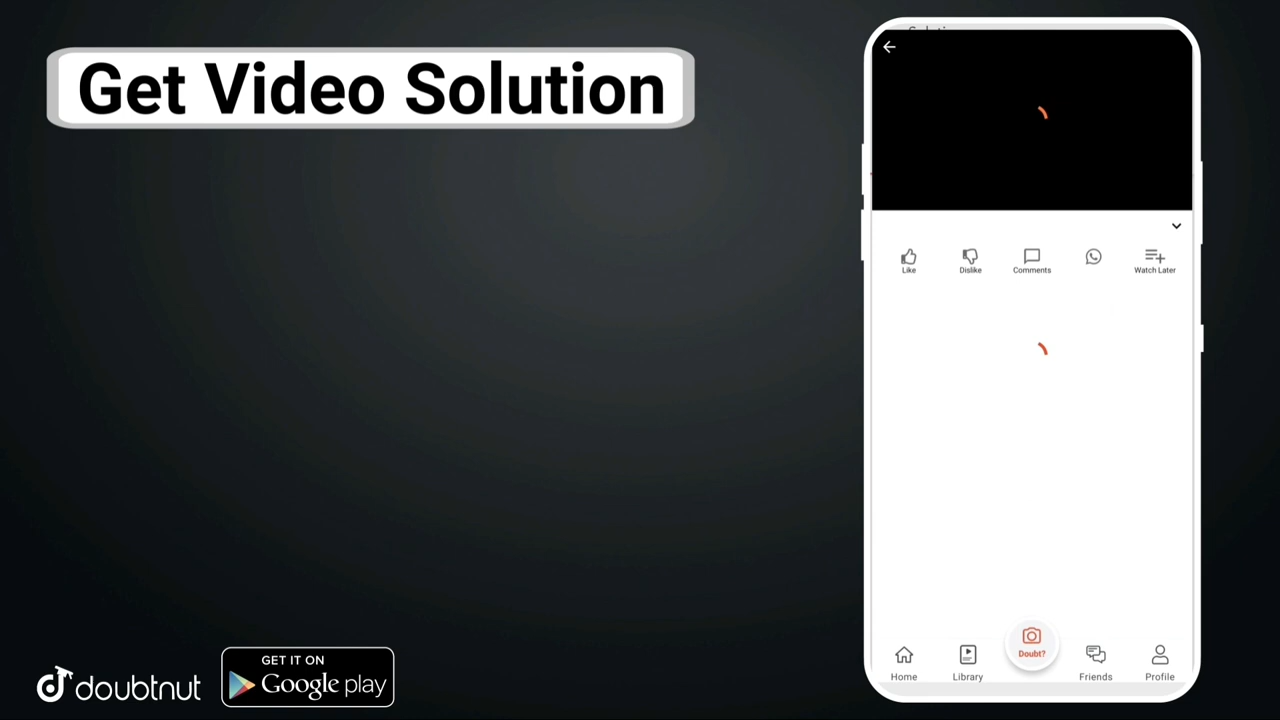 Get Video Solution
Like
Dislike
Comments
Watch Later
Doubt?
Home
Library
Friends
Profile
doubtnut
GET IT ON
Google play